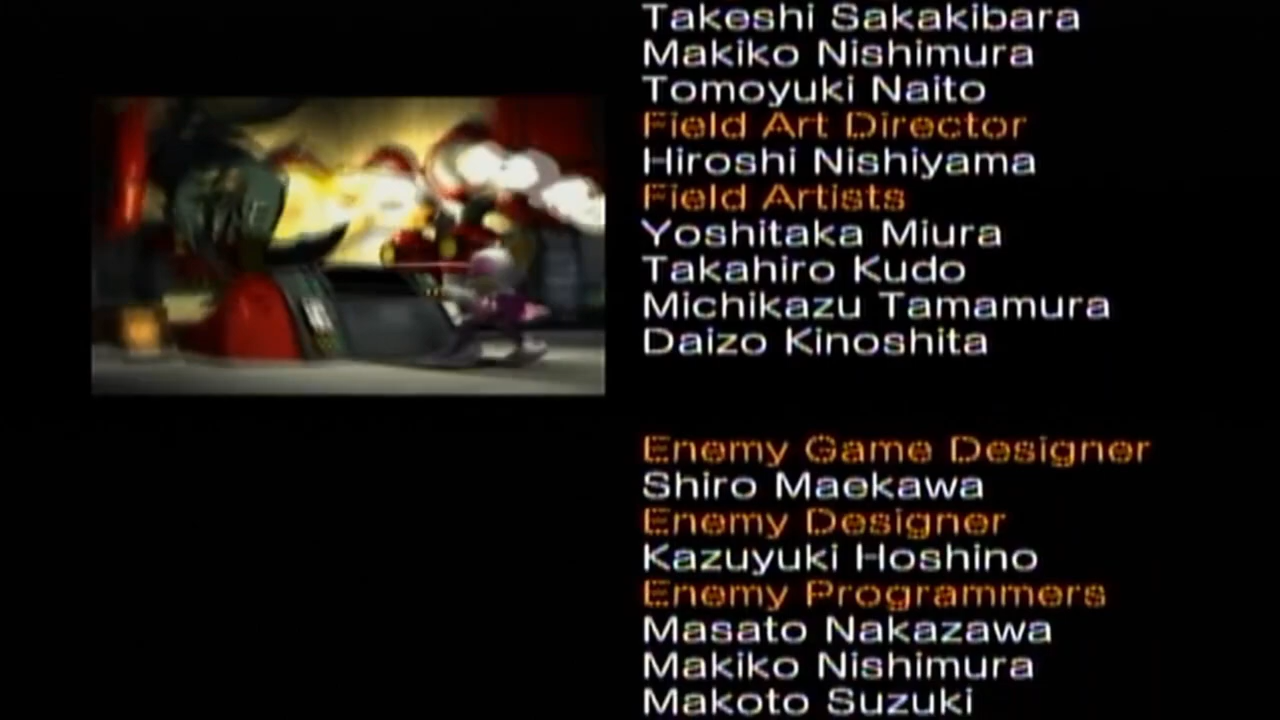 Takeshi Sakakibara
Makiko Nishimura
Tomoyuki Naito
Field Art Director
Hiroshi Nishiyama
Field Artists
Yoshitaka Miura
Takahiro Kudo
Michikazu Tamamura
Daizo Kinoshita
Enemy Game Designer
Shiro Maekawa
Enemy Designer
Kazuyuki Hoshino
Enemy Programmers
Masato Nakazawa
Makiko Nishimura
Makoto Suzuki